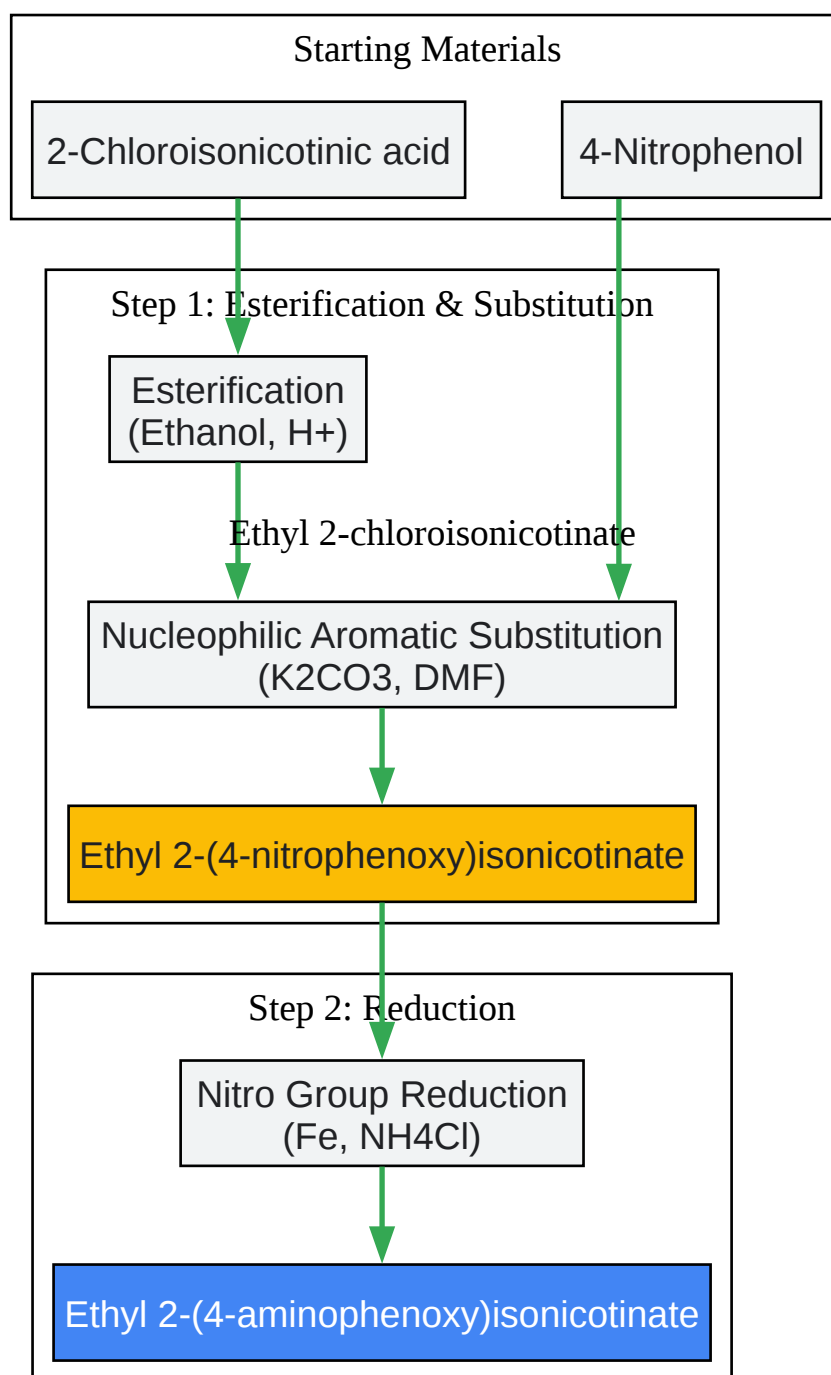 Starting Materials
2-Chloroisonicotinic acid
4-Nitrophenol
Step 1: Esterification & Substitution
Esterification
(Ethanol, H+)
Ethyl 2-chloroisonicotinate
Nucleophilic Aromatic Substitution
(K2CO3, DMF)
Ethyl 2-(4-nitrophenoxy)isonicotinate
Step 2: Reduction
Nitro Group Reduction
(Fe, NH4Cl)
Ethyl 2-(4-aminophenoxy)isonicotinate